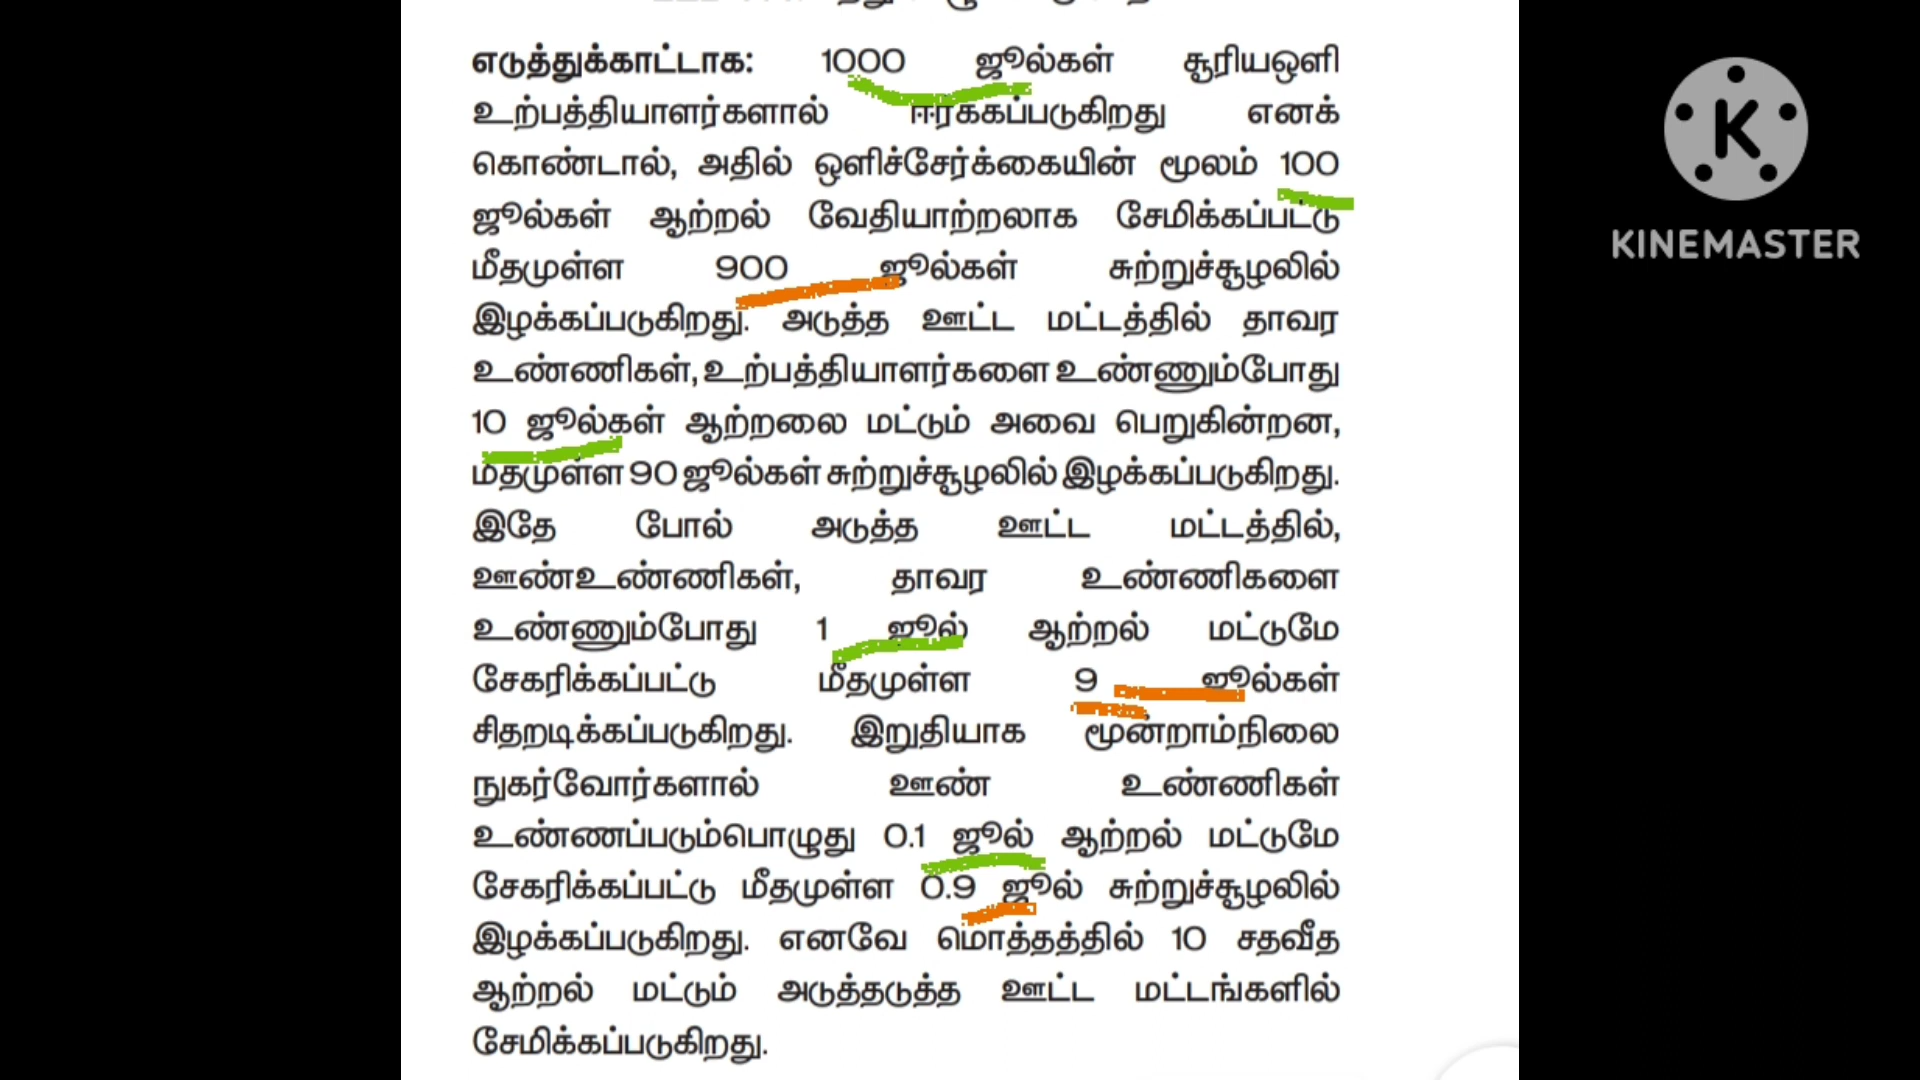 எடுத்துக்காட்டாக: 1000 ஜூல்கள் சூரியஒளி
உற்பத்தியாளர்களால் ஈர்க்கப்படுகிறது எனக்
கொண்டால், அதில் ஒளிச்சேர்க்கையின் மூலம் 100
ஜூல்கள் ஆற்றல் வேதியாற்றலாக சேமிக்கப்பட்டு
மீதமுள்ள 900 ஜூல்கள் சுற்றுச்சூழலில்
இழக்கப்படுகிறது. அடுத்த ஊட்ட மட்டத்தில் தாவர
உண்ணிகள், உற்பத்தியாளர்களை உண்ணும்போது
10 ஜூல்கள் ஆற்றலை மட்டும் அவை பெறுகின்றன,
மீதமுள்ள 90 ஜூல்கள் சுற்றுச்சூழலில் இழக்கப்படுகிறது.
இதே போல் அடுத்த ஊட்ட மட்டத்தில்,
ஊண்உண்ணிகள், தாவர உண்ணிகளை
உண்ணும்போது 1 ஜூல் ஆற்றல் மட்டுமே
சேகரிக்கப்பட்டு மீதமுள்ள 9 ஜூல்கள்
சிதறடிக்கப்படுகிறது. இறுதியாக மூன்றாம்நிலை
நுகர்வோர்களால் ஊண் உண்ணிகள்
உண்ணப்படும்பொழுது 0.1 ஜூல் ஆற்றல் மட்டுமே
சேகரிக்கப்பட்டு மீதமுள்ள 0.9 ஜூல் சுற்றுச்சூழலில்
இழக்கப்படுகிறது. எனவே மொத்தத்தில் 10 சதவீத
ஆற்றல் மட்டும் அடுத்தடுத்த ஊட்ட மட்டங்களில்
சேமிக்கப்படுகிறது.
K
KINEMASTER